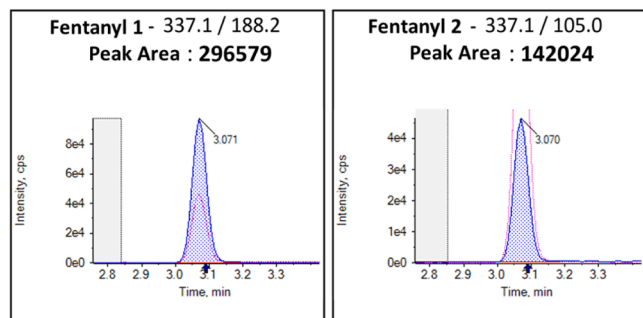 Fentanyl 1 - 337.1 / 188.2
Peak Area : 296579
Intensity, cps
8e4
6e4
4e4
2e4
0e0
3.071
2.8 2.9 3.0 3.1 3.2 3.3
Time, min
Fentanyl 2 - 337.1 / 105.0
Peak Area : 142024
Intensity, cps
4e4
3e4
2e4
1e4
0e0
3.070
2.8 2.9 3.0 3.1 3.2 3.3
Time, min